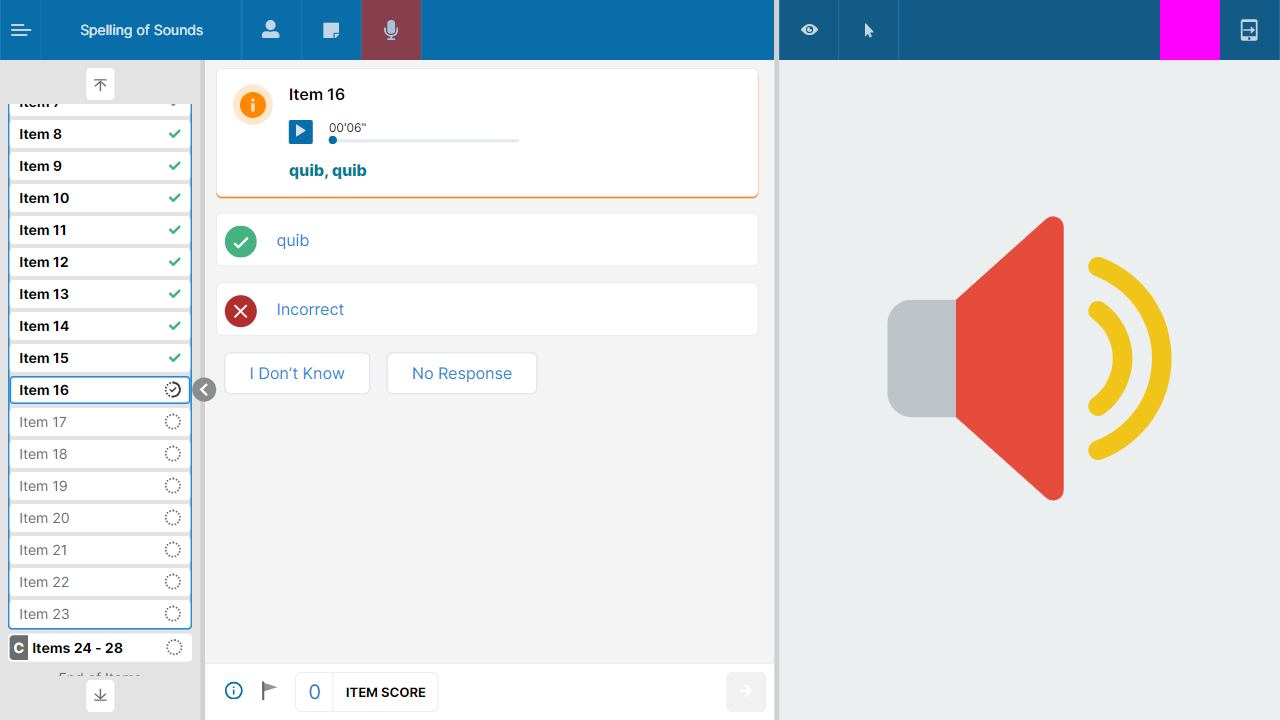 Spelling of Sounds
Item 7
Item 8
Item 9
Item 10
Item 11
Item 12
Item 13
Item 14
Item 15
Item 16
Item 17
Item 18
Item 19
Item 20
Item 21
Item 22
Item 23
C Items 24 - 28
End of Items
Item 16
00'06"
quib, quib
quib
Incorrect
I Don't Know
No Response
0 ITEM SCORE